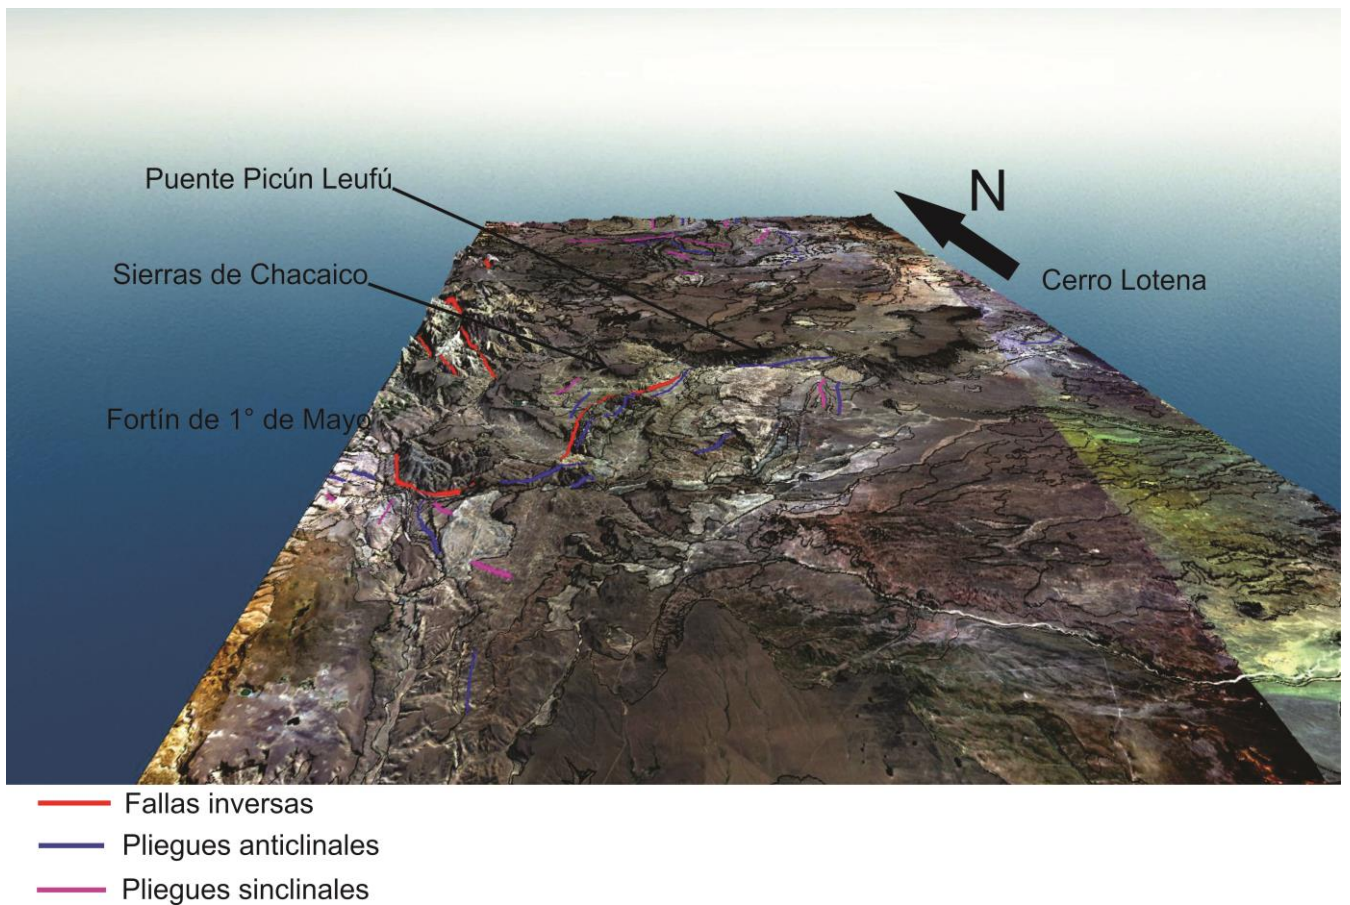 Puente Picún Leufú
N
Sierras de Chacaico
Cerro Lotena
Fortín de 1° de Mayo
Fallas inversas
Pliegues anticlinales
Pliegues sinclinales